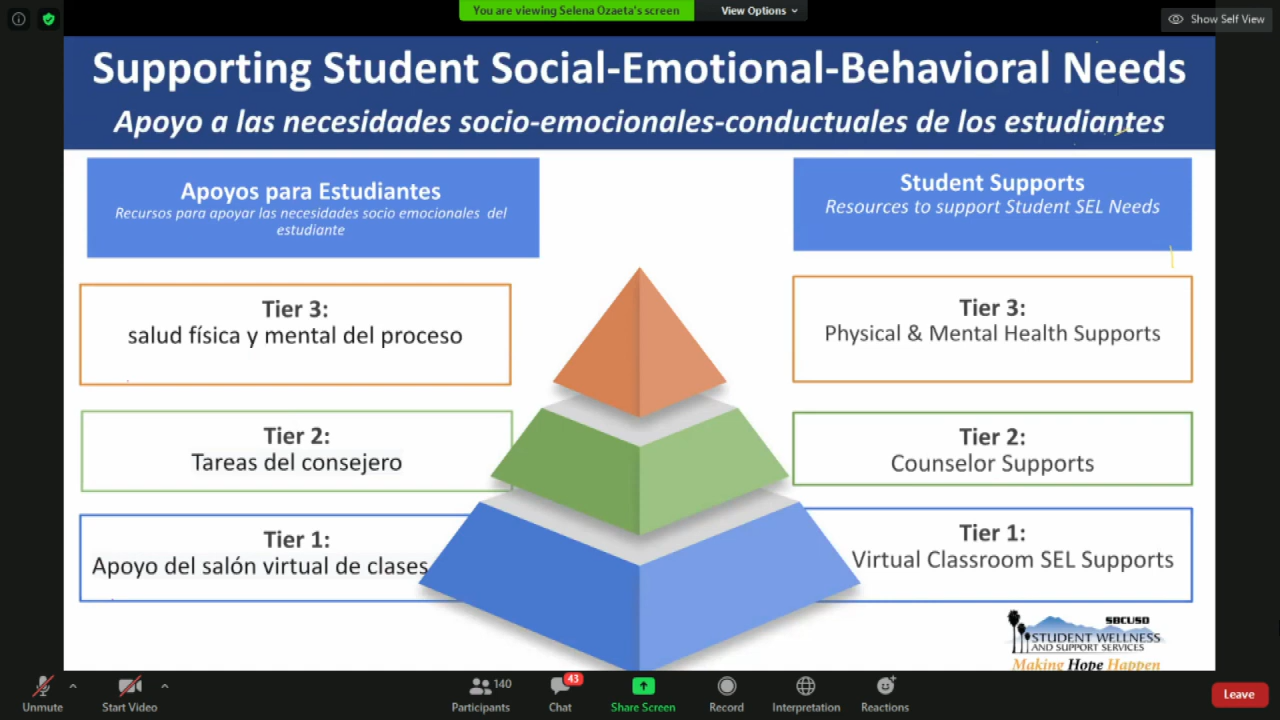 You are viewing Selena Ozaeta's screen
View Options
Show Self View
Supporting Student Social-Emotional-Behavioral Needs
Apoyo a las necesidades socio-emocionales-conductuales de los estudiantes
Apoyos para Estudiantes
Recursos para apoyar las necesidades socio emocionales del
estudiante
Student Supports
Resources to support Student SEL Needs
Tier 3:
salud física y mental del proceso
Tier 3:
Physical & Mental Health Supports
Tier 2:
Tareas del consejero
Tier 2:
Counselor Supports
Tier 1:
Apoyo del salón virtual de clases
Tier 1:
Virtual Classroom SEL Supports
SBCUSD
STUDENT WELLNESS
AND SUPPORT SERVICES
Making Hope Happen
Unmute
Start Video
140
Participants
43
Chat
Share Screen
Record
Interpretation
Reactions
Leave